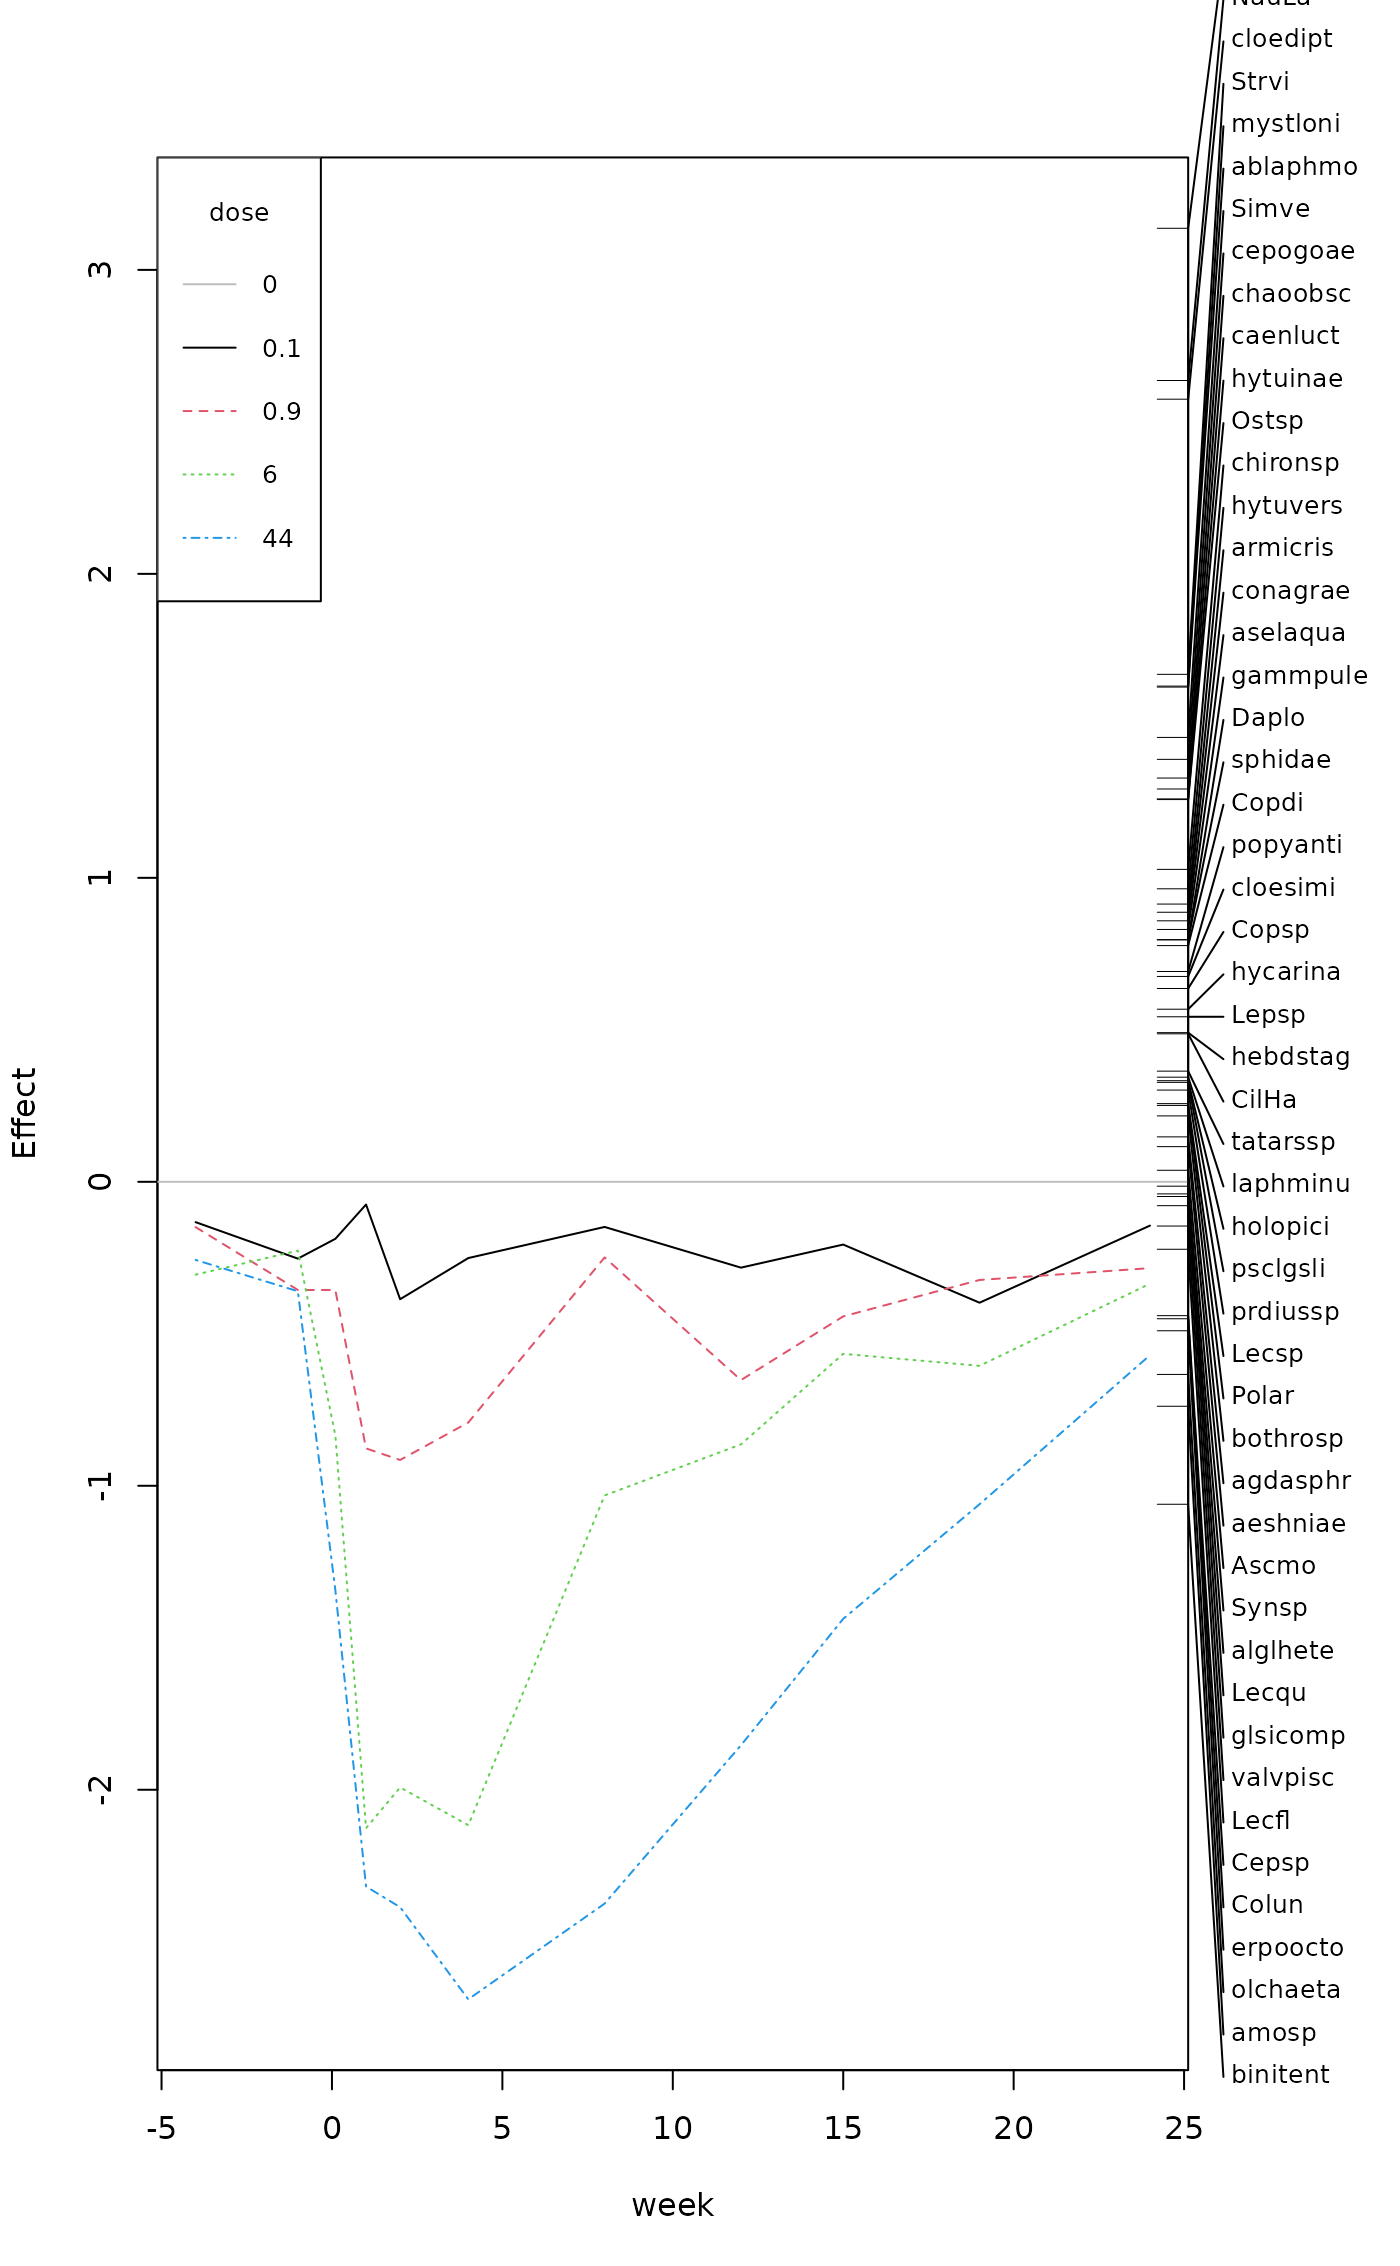 cloedipt
Strvi
mystloni
ablaphmo
Simve
cepogoae
chaoobsc
caenluct
hytuinae
Ostsp
chironsp
hytuvers
armicris
conagrae
aselaqua
gammpule
Daplo
sphidae
Copdi
popyanti
cloesimi
Copsp
hycarina
Lepsp
hebdstag
CilHa
tatarssp
laphminu
holopici
psclgsli
prdiussp
Lecsp
Polar
bothrosp
agdasphr
aeshniae
Ascmo
Synsp
alglhete
Lecqu
glsicomp
valvpisc
Lecfl
Cepsp
Colun
erpoocto
olchaeta
amosp
binitent
dose
0
0.1
0.9
6
44
3
2
1
0
-1
-2
Effect
-5 0 5 10 15 20 25
week